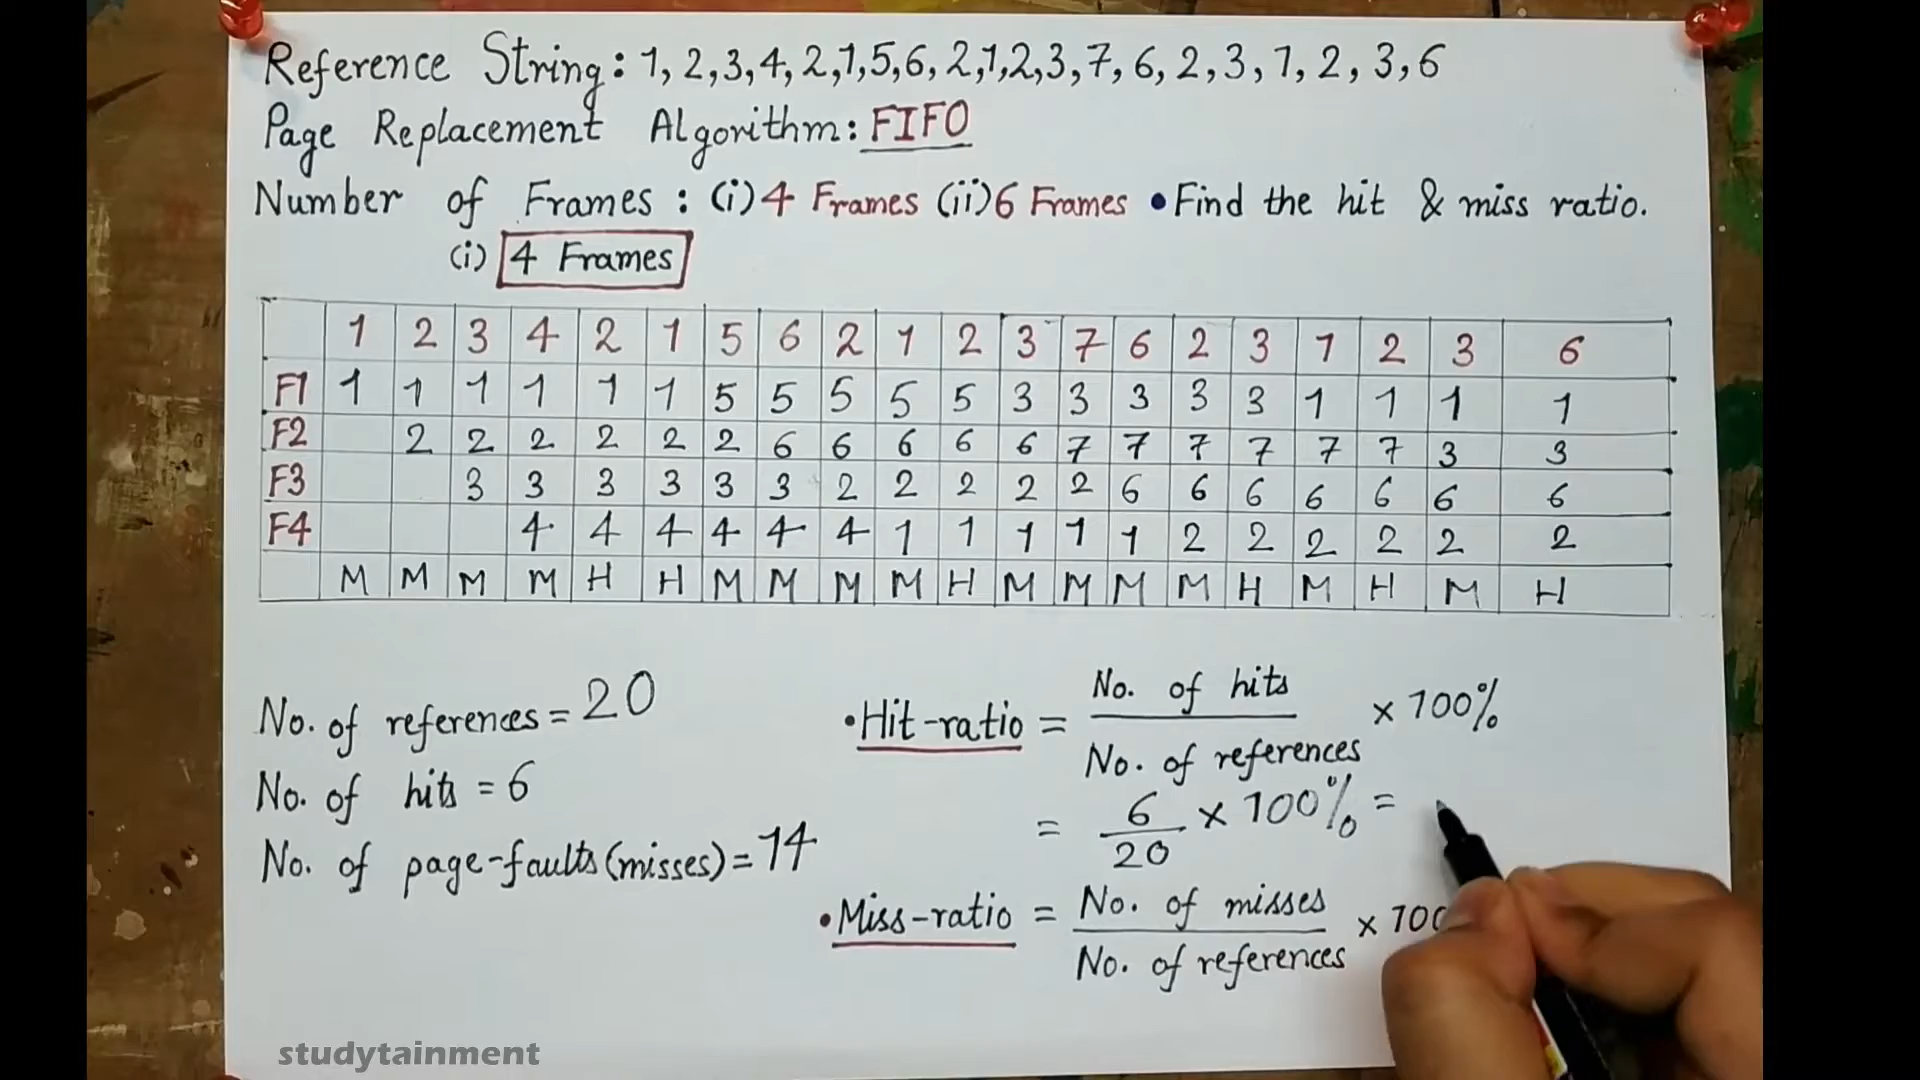 Reference String: 1, 2, 3, 4, 2, 1, 5, 6, 2, 1, 2, 3, 7, 6, 2, 3, 1, 2, 3, 6
Page Replacement Algorithm: FIFO
Number of Frames: (i) 4 Frames (ii) 6 Frames • Find the hit & miss ratio.
(i) 4 Frames
1 2 3 4 2 1 5 6 2 1 2 3 7 6 2 3 1 2 3 6
F1 1 1 1 1 1 1 5 5 5 5 5 3 3 3 3 3 1 1 1 1
F2 2 2 2 2 2 2 6 6 6 6 6 7 7 7 7 7 7 3 3
F3 3 3 3 3 3 3 2 2 2 2 2 6 6 6 6 6 6 6
F4 4 4 4 4 4 4 1 1 1 1 1 2 2 2 2 2 2
M M M M H H M M M M H M M M M H M H M H
No. of references = 20
No. of hits = 6
No. of page-faults (misses) = 14
• Hit-ratio = No. of hits × 100%
No. of references
= 6 × 100% =
20
• Miss-ratio = No. of misses × 100
No. of references
studytainment